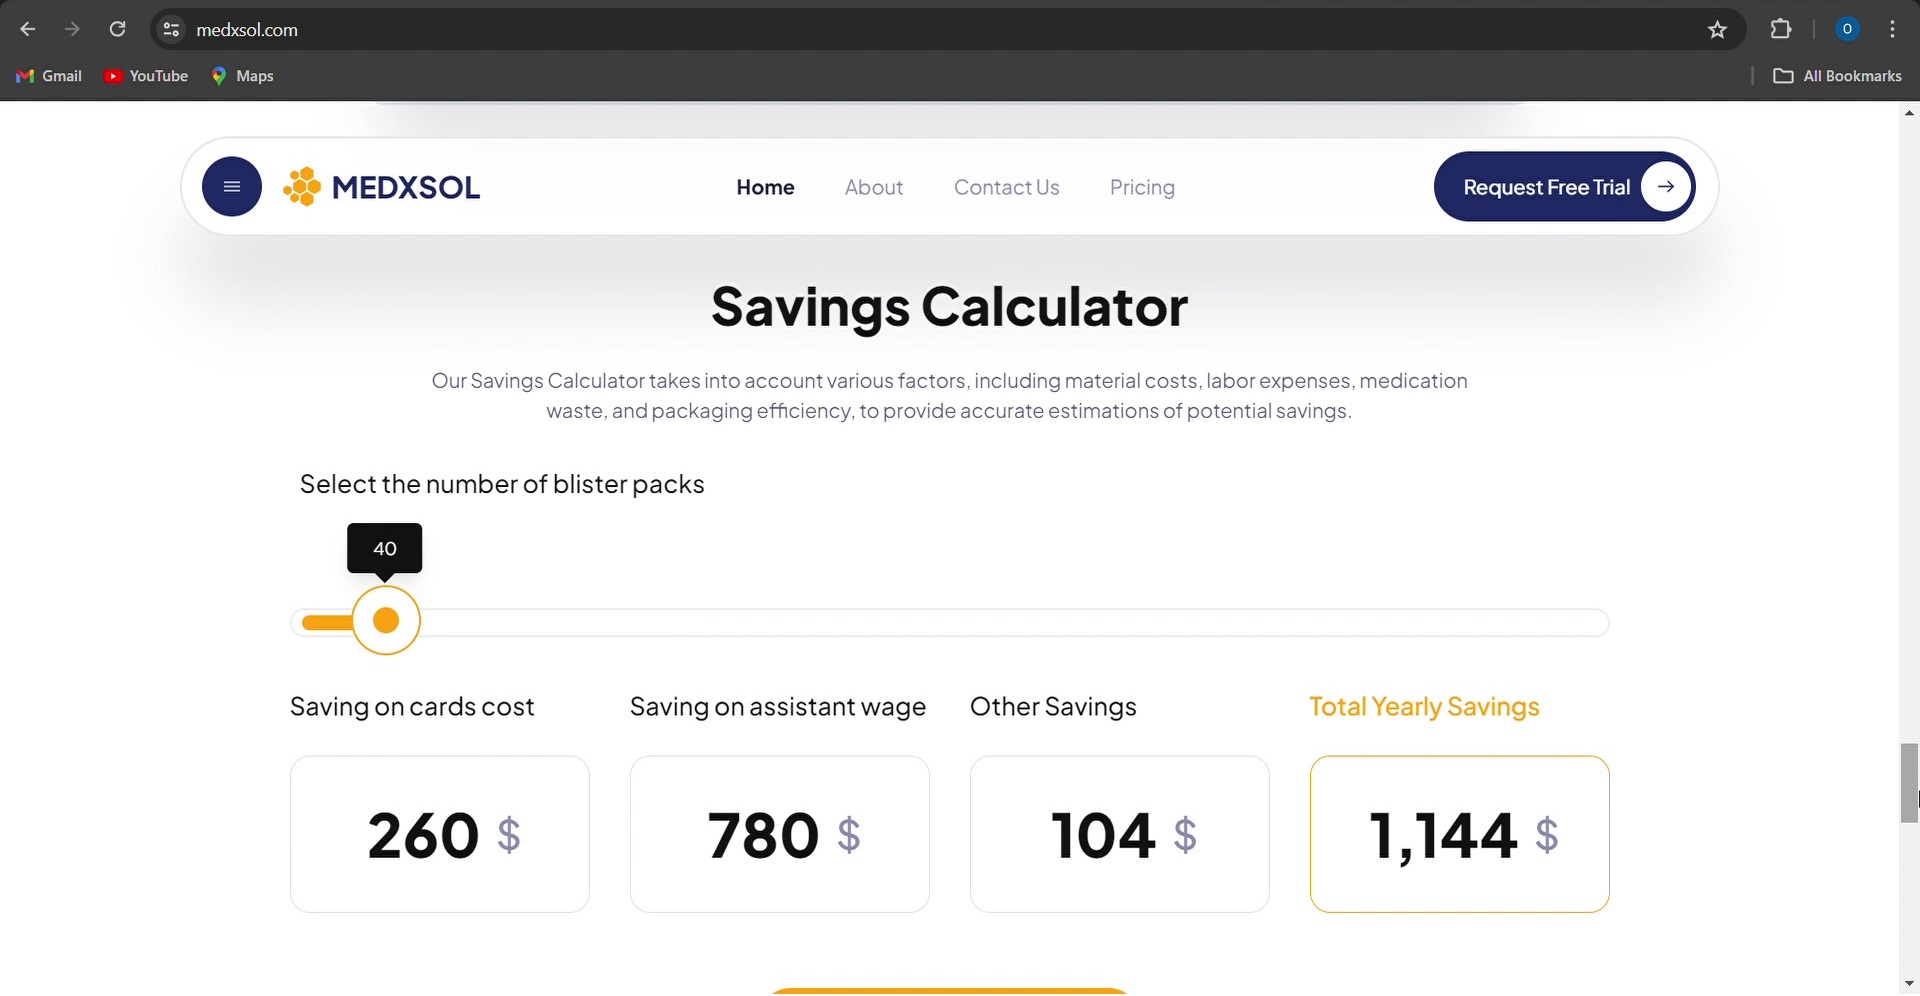 medxsol.com
0
Gmail
YouTube
Maps
All Bookmarks
MEDXSOL
Home
About
Contact Us
Pricing
Request Free Trial
Savings Calculator
Our Savings Calculator takes into account various factors, including material costs, labor expenses, medication
waste, and packaging efficiency, to provide accurate estimations of potential savings.
Select the number of blister packs
40
Saving on cards cost
Saving on assistant wage
Other Savings
Total Yearly Savings
260 $
780 $
104 $
1,144 $